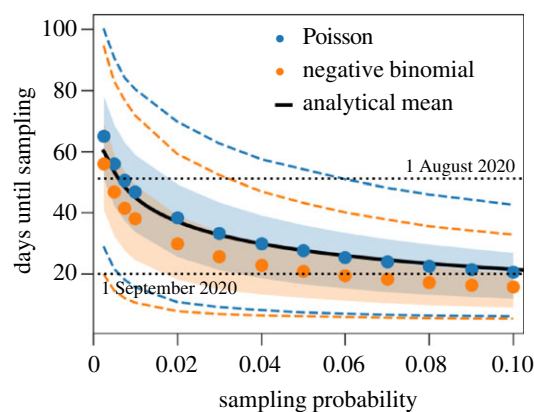 100
80
60
40
20
days until sampling
Poisson
negative binomial
analytical mean
1 August 2020
1 September 2020
0
0.02
0.04
0.06
0.08
0.10
sampling probability